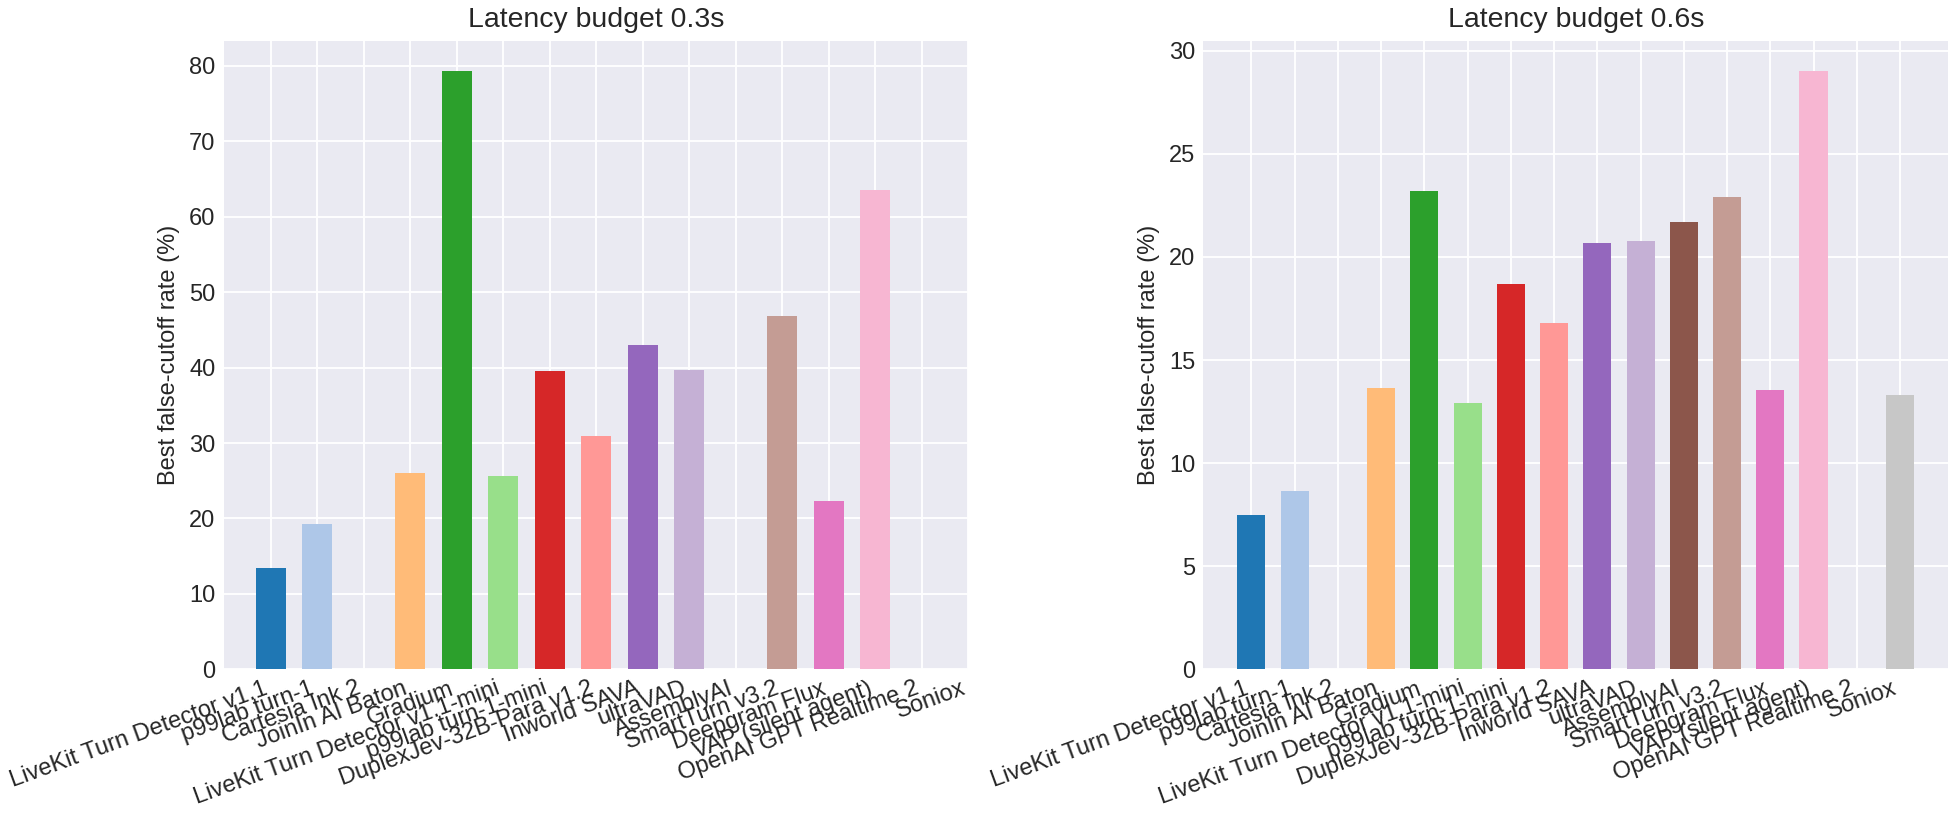 Latency budget 0.3s
Best false-cutoff rate (%)
80
70
60
50
40
30
20
10
0
LiveKit Turn Detector v1.1
p99lab turn-1
Cartesia Ink 2
JoinIn AI Baton
Gradium
LiveKit Turn Detector v1.1-mini
p99lab turn-1-mini
DuplexJev-32B-Para v1.2
Inworld SAVA
ultraVAD
AssemblyAI
SmartTurn v3.2
Deepgram Flux
VAP (silent agent)
OpenAI GPT Realtime 2
Soniox
Latency budget 0.6s
Best false-cutoff rate (%)
30
25
20
15
10
5
0
LiveKit Turn Detector v1.1
p99lab turn-1
Cartesia Ink 2
JoinIn AI Baton
Gradium
LiveKit Turn Detector v1.1-mini
p99lab turn-1-mini
DuplexJev-32B-Para v1.2
Inworld SAVA
ultraVAD
AssemblyAI
SmartTurn v3.2
Deepgram Flux
VAP (silent agent)
OpenAI GPT Realtime 2
Soniox